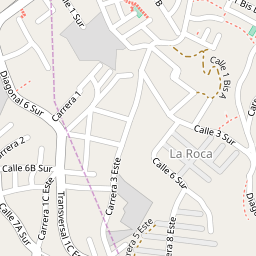 Calle 1 Sur
1 Bis
Calle 1 Bis A
Diagonal 6 Sur
Carrera 1
Calle 3 Sur
La Roca
Carrera 2
Calle 6B Sur
Calle 6 Sur
Carrera 3 Este
Carrera 1C Este
Transversal 1C Este
Calle 7A Sur
Carrera 5 Este
Carrera 8 Este